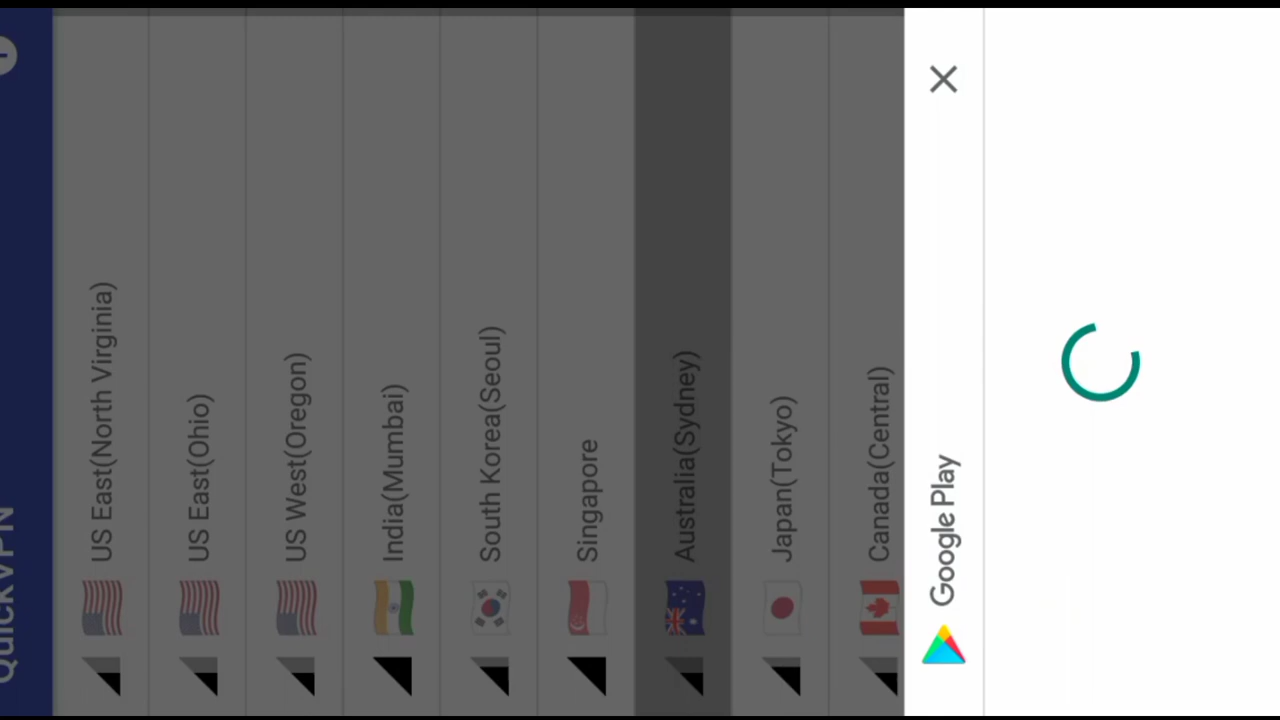 QuickVPN
US East(North Virginia)
US East(Ohio)
US West(Oregon)
India(Mumbai)
South Korea(Seoul)
Singapore
Australia(Sydney)
Japan(Tokyo)
Canada(Central)
Google Play